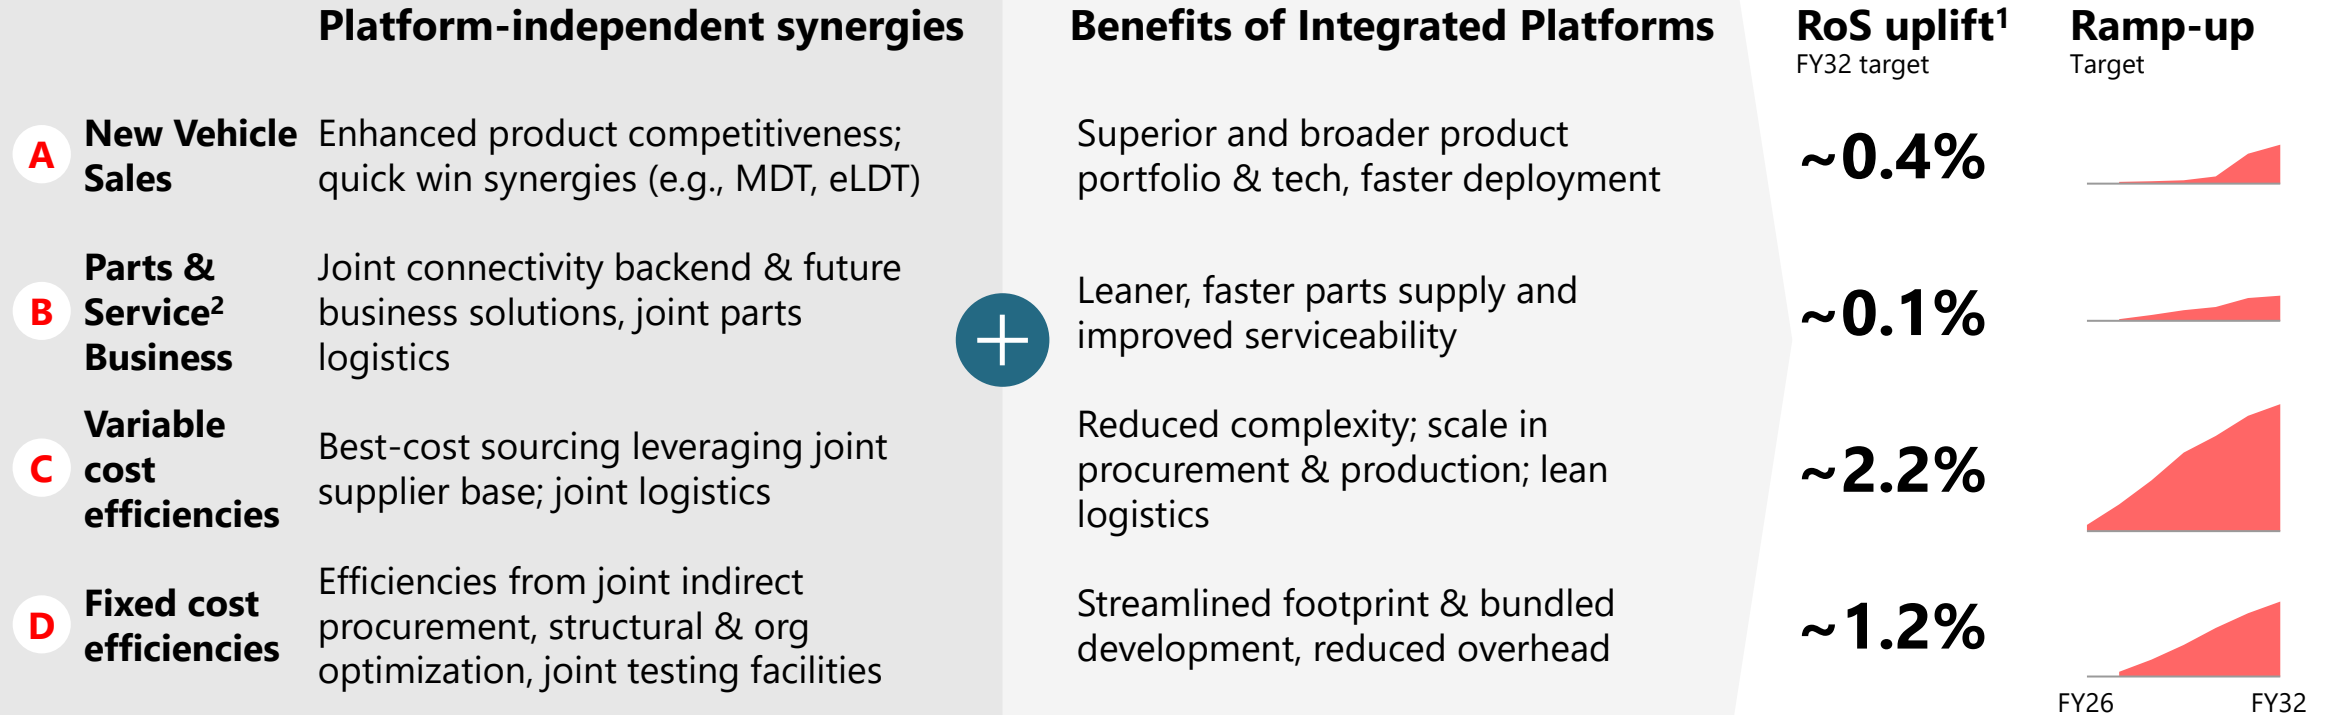 Platform-independent synergies
Benefits of Integrated Platforms
RoS uplift¹
FY32 target
Ramp-up
Target
A
New Vehicle
Sales
Enhanced product competitiveness;
quick win synergies (e.g., MDT, eLDT)
Superior and broader product
portfolio & tech, faster deployment
~0.4%
B
Parts &
Service²
Business
Joint connectivity backend & future
business solutions, joint parts
logistics
Leaner, faster parts supply and
improved serviceability
~0.1%
C
Variable
cost
efficiencies
Best-cost sourcing leveraging joint
supplier base; joint logistics
Reduced complexity; scale in
procurement & production; lean
logistics
~2.2%
D
Fixed cost
efficiencies
Efficiencies from joint indirect
procurement, structural & org
optimization, joint testing facilities
Streamlined footprint & bundled
development, reduced overhead
~1.2%
FY26
FY32